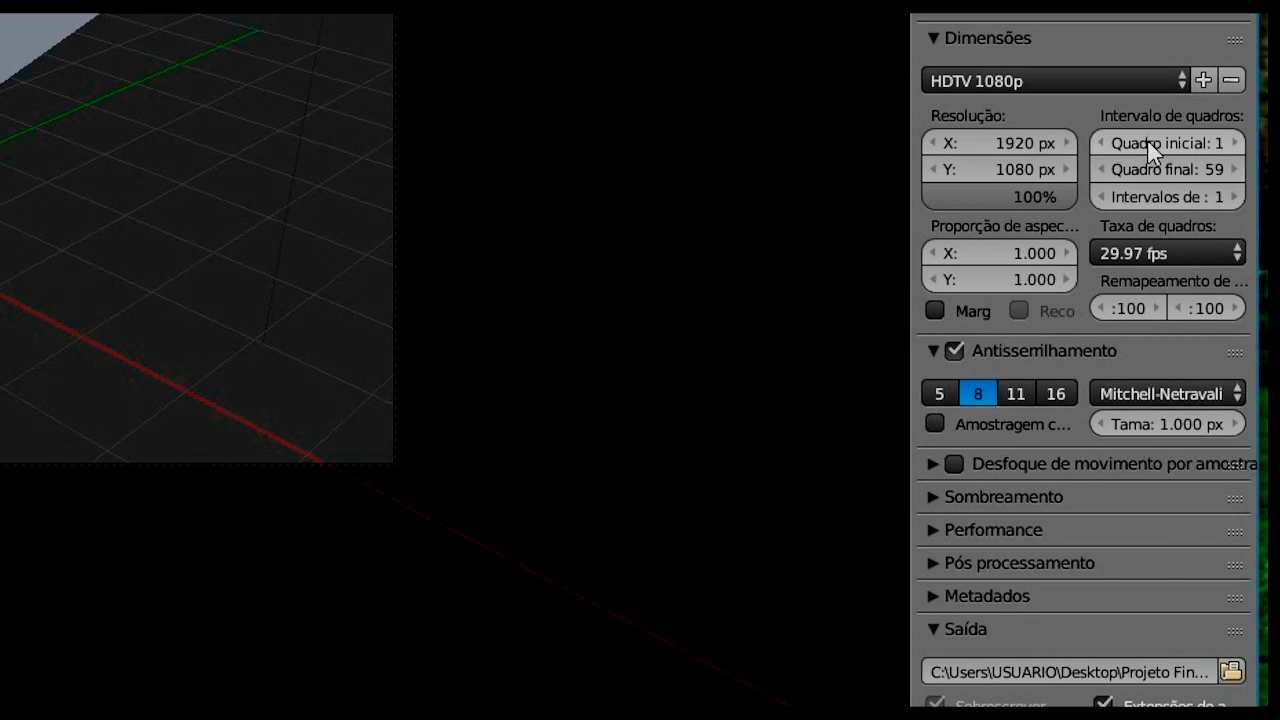 Dimensões
HDTV 1080p
Resolução:
Intervalo de quadros:
X: 1920 px
Quadro inicial: 1
Y: 1080 px
Quadro final: 59
100%
Intervalos de : 1
Proporção de aspec...
Taxa de quadros:
X: 1.000
29.97 fps
Y: 1.000
Remapeamento de ...
Marg
Reco
:100
:100
Antisserrilhamento
5 8 11 16
Mitchell-Netravali
Amostragem c...
Tama: 1.000 px
Desfoque de movimento por amostra
Sombreamento
Performance
Pós processamento
Metadados
Saída
C:\Users\USUARIO\Desktop\Projeto Fin...
Sobrescrever
Extensões de a